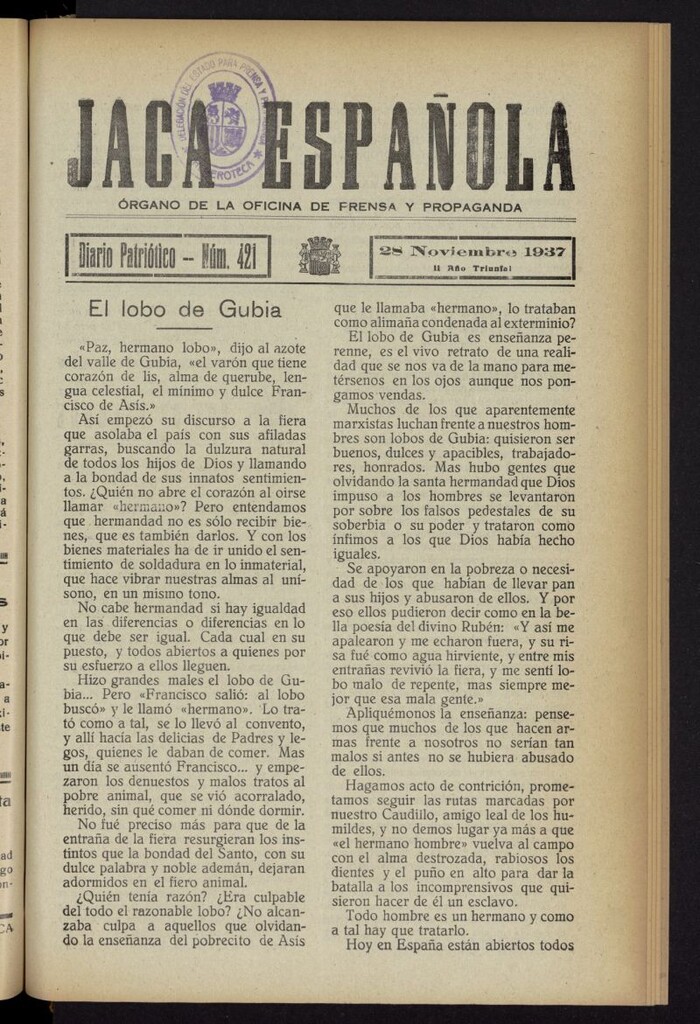 DELEGACIÓN DEL ESTADO PARA PRENSA Y
HEMEROTECA
JACA ESPAÑOLA
ÓRGANO DE LA OFICINA DE PRENSA Y PROPAGANDA
Diario Patriótico — Núm. 421
28 Noviembre 1937
II Año Triunfal
El lobo de Gubia
«Paz, hermano lobo», dijo al azote
del valle de Gubia, «el varón que tiene
corazón de lis, alma de querube, len-
gua celestial, el mínimo y dulce Fran-
cisco de Asís.»
Así empezó su discurso a la fiera
que asolaba el país con sus afiladas
garras, buscando la dulzura natural
de todos los hijos de Dios y llamando
a la bondad de sus innatos sentimien-
tos. ¿Quién no abre el corazón al oirse
llamar «hermano»? Pero entendamos
que hermandad no es sólo recibir bie-
nes, que es también darlos. Y con los
bienes materiales ha de ir unido el sen-
timiento de soldadura en lo inmaterial,
que hace vibrar nuestras almas al uní-
sono, en un mismo tono.
No cabe hermandad si hay igualdad
en las diferencias o diferencias en lo
que debe ser igual. Cada cual en su
puesto, y todos abiertos a quienes por
su esfuerzo a ellos lleguen.
Hizo grandes males el lobo de Gu-
bia... Pero «Francisco salió: al lobo
buscó» y le llamó «hermano». Lo tra-
tó como a tal, se lo llevó al convento,
y allí hacía las delicias de Padres y le-
gos, quienes le daban de comer. Mas
un día se ausentó Francisco... y empe-
zaron los denuestos y malos tratos al
pobre animal, que se vió acorralado,
herido, sin qué comer ni dónde dormir.
No fué preciso más para que de la
entraña de la fiera resurgieran los ins-
tintos que la bondad del Santo, con su
dulce palabra y noble ademán, dejaran
adormidos en el fiero animal.
¿Quién tenía razón? ¿Era culpable
del todo el razonable lobo? ¿No alcan-
zaba culpa a aquellos que olvidan-
do la enseñanza del pobrecito de Asís
que le llamaba «hermano», lo trataban
como alimaña condenada al exterminio?
El lobo de Gubia es enseñanza pe-
renne, es el vivo retrato de una reali-
dad que se nos va de la mano para me-
térsenos en los ojos aunque nos pon-
gamos vendas.
Muchos de los que aparentemente
marxistas luchan frente a nuestros hom-
bres son lobos de Gubia: quisieron ser
buenos, dulces y apacibles, trabajado-
res, honrados. Mas hubo gentes que
olvidando la santa hermandad que Dios
impuso a los hombres se levantaron
por sobre los falsos pedestales de su
soberbia o su poder y trataron como
ínfimos a los que Dios había hecho
iguales.
Se apoyaron en la pobreza o necesi-
dad de los que habían de llevar pan
a sus hijos y abusaron de ellos. Y por
eso ellos pudieron decir como en la be-
lla poesía del divino Rubén: «Y así me
apalearon y me echaron fuera, y su ri-
sa fué como agua hirviente, y entre mis
entrañas revivió la fiera, y me sentí lo-
bo malo de repente, mas siempre me-
jor que esa mala gente.»
Apliquémonos la enseñanza: pense-
mos que muchos de los que hacen ar-
mas frente a nosotros no serían tan
malos si antes no se hubiera abusado
de ellos.
Hagamos acto de contrición, prome-
tamos seguir las rutas marcadas por
nuestro Caudillo, amigo leal de los hu-
mildes, y no demos lugar ya más a que
«el hermano hombre» vuelva al campo
con el alma destrozada, rabiosos los
dientes y el puño en alto para dar la
batalla a los incomprensivos que qui-
sieron hacer de él un esclavo.
Todo hombre es un hermano y como
a tal hay que tratarlo.
Hoy en España están abiertos todos